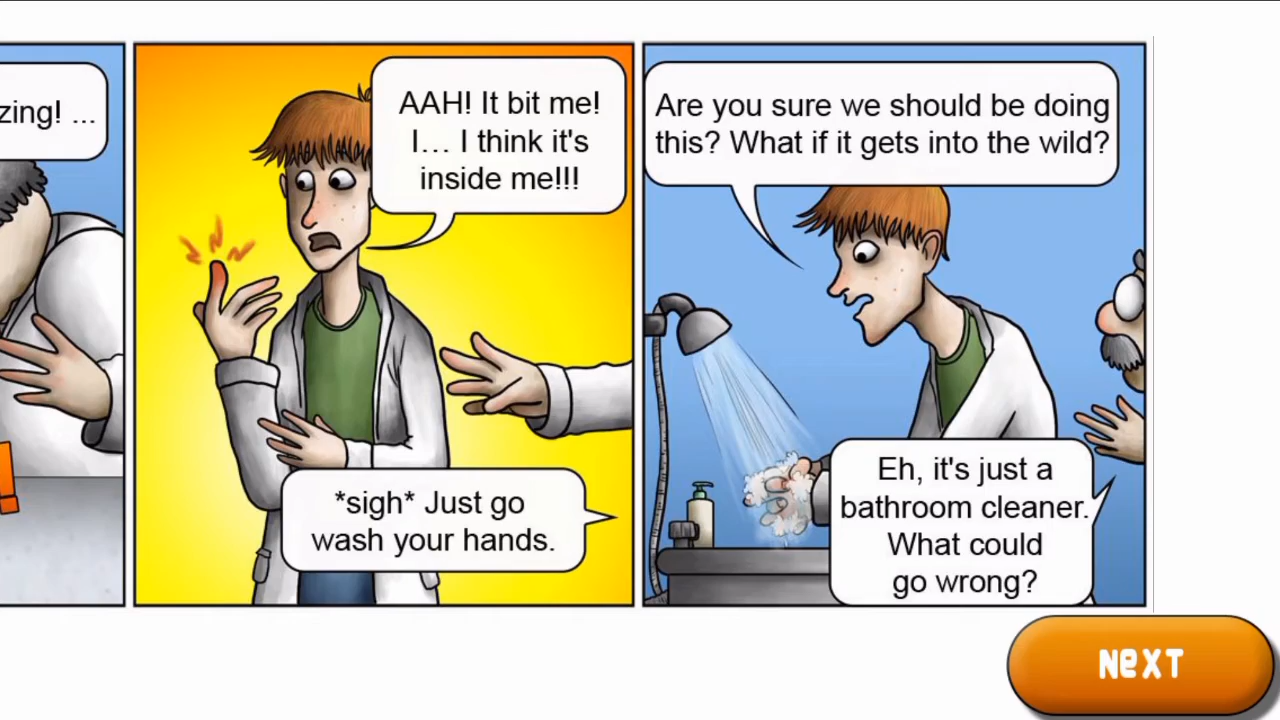 zing! ...
AAH! It bit me!
I... I think it's
inside me!!!
*sigh* Just go
wash your hands.
Are you sure we should be doing
this? What if it gets into the wild?
Eh, it's just a
bathroom cleaner.
What could
go wrong?
NeXT